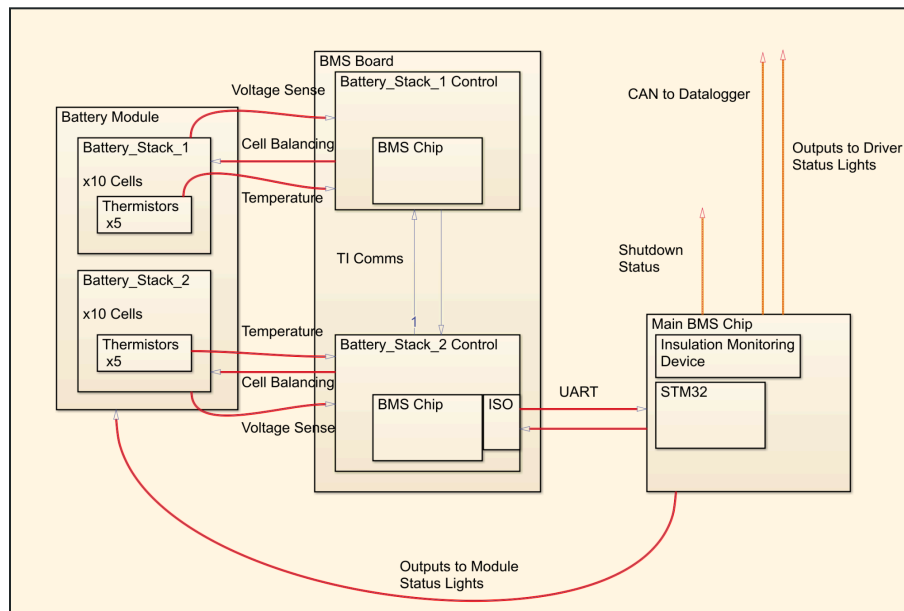 BMS Board
Battery_Stack_1 Control
BMS Chip
Voltage Sense
Battery Module
Battery_Stack_1
x10 Cells
Thermistors
x5
Cell Balancing
Temperature
TI Comms
1
Battery_Stack_2
x10 Cells
Thermistors
x5
Temperature
Cell Balancing
Voltage Sense
Battery_Stack_2 Control
BMS Chip
ISO
UART
CAN to Datalogger
Outputs to Driver
Status Lights
Shutdown
Status
Main BMS Chip
Insulation Monitoring
Device
STM32
Outputs to Module
Status Lights